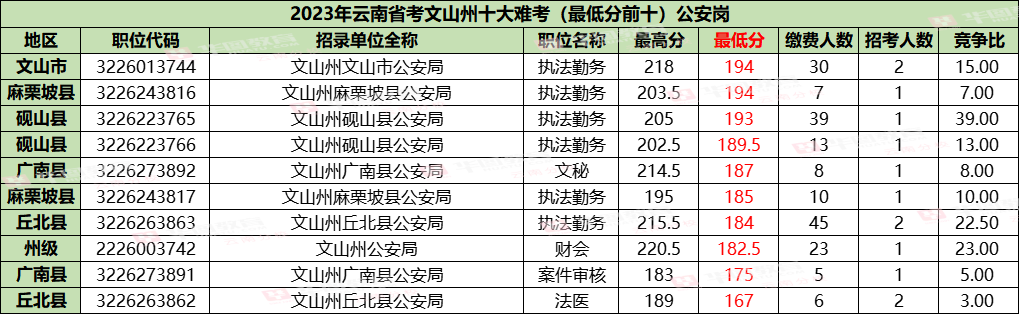 2023年云南省考文山州十大难考（最低分前十）公安岗
地区 职位代码 招录单位全称 职位名称 最高分 最低分 缴费人数 招考人数 竞争比
文山市 3226013744 文山州文山市公安局 执法勤务 218 194 30 2 15.00
麻栗坡县 3226243816 文山州麻栗坡县公安局 执法勤务 203.5 194 7 1 7.00
砚山县 3226223765 文山州砚山县公安局 执法勤务 205 193 39 1 39.00
砚山县 3226223766 文山州砚山县公安局 执法勤务 202.5 189.5 13 1 13.00
广南县 3226273892 文山州广南县公安局 文秘 214.5 187 8 1 8.00
麻栗坡县 3226243817 文山州麻栗坡县公安局 执法勤务 195 185 10 1 10.00
丘北县 3226263863 文山州丘北县公安局 执法勤务 215.5 184 45 2 22.50
州级 2226003742 文山州公安局 财会 220.5 182.5 23 1 23.00
广南县 3226273891 文山州广南县公安局 案件审核 183 175 5 1 5.00
丘北县 3226263862 文山州丘北县公安局 法医 189 167 6 2 3.00